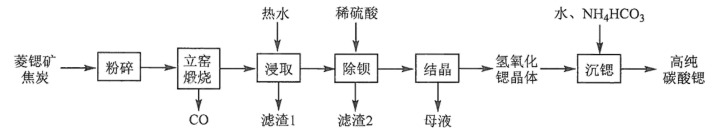 热水
稀硫酸
水、NH4HCO3
菱锶矿
焦炭
粉碎
立窑
煅烧
浸取
除钡
结晶
氢氧化
锶晶体
沉锶
高纯
碳酸锶
CO
滤渣1
滤渣2
母液